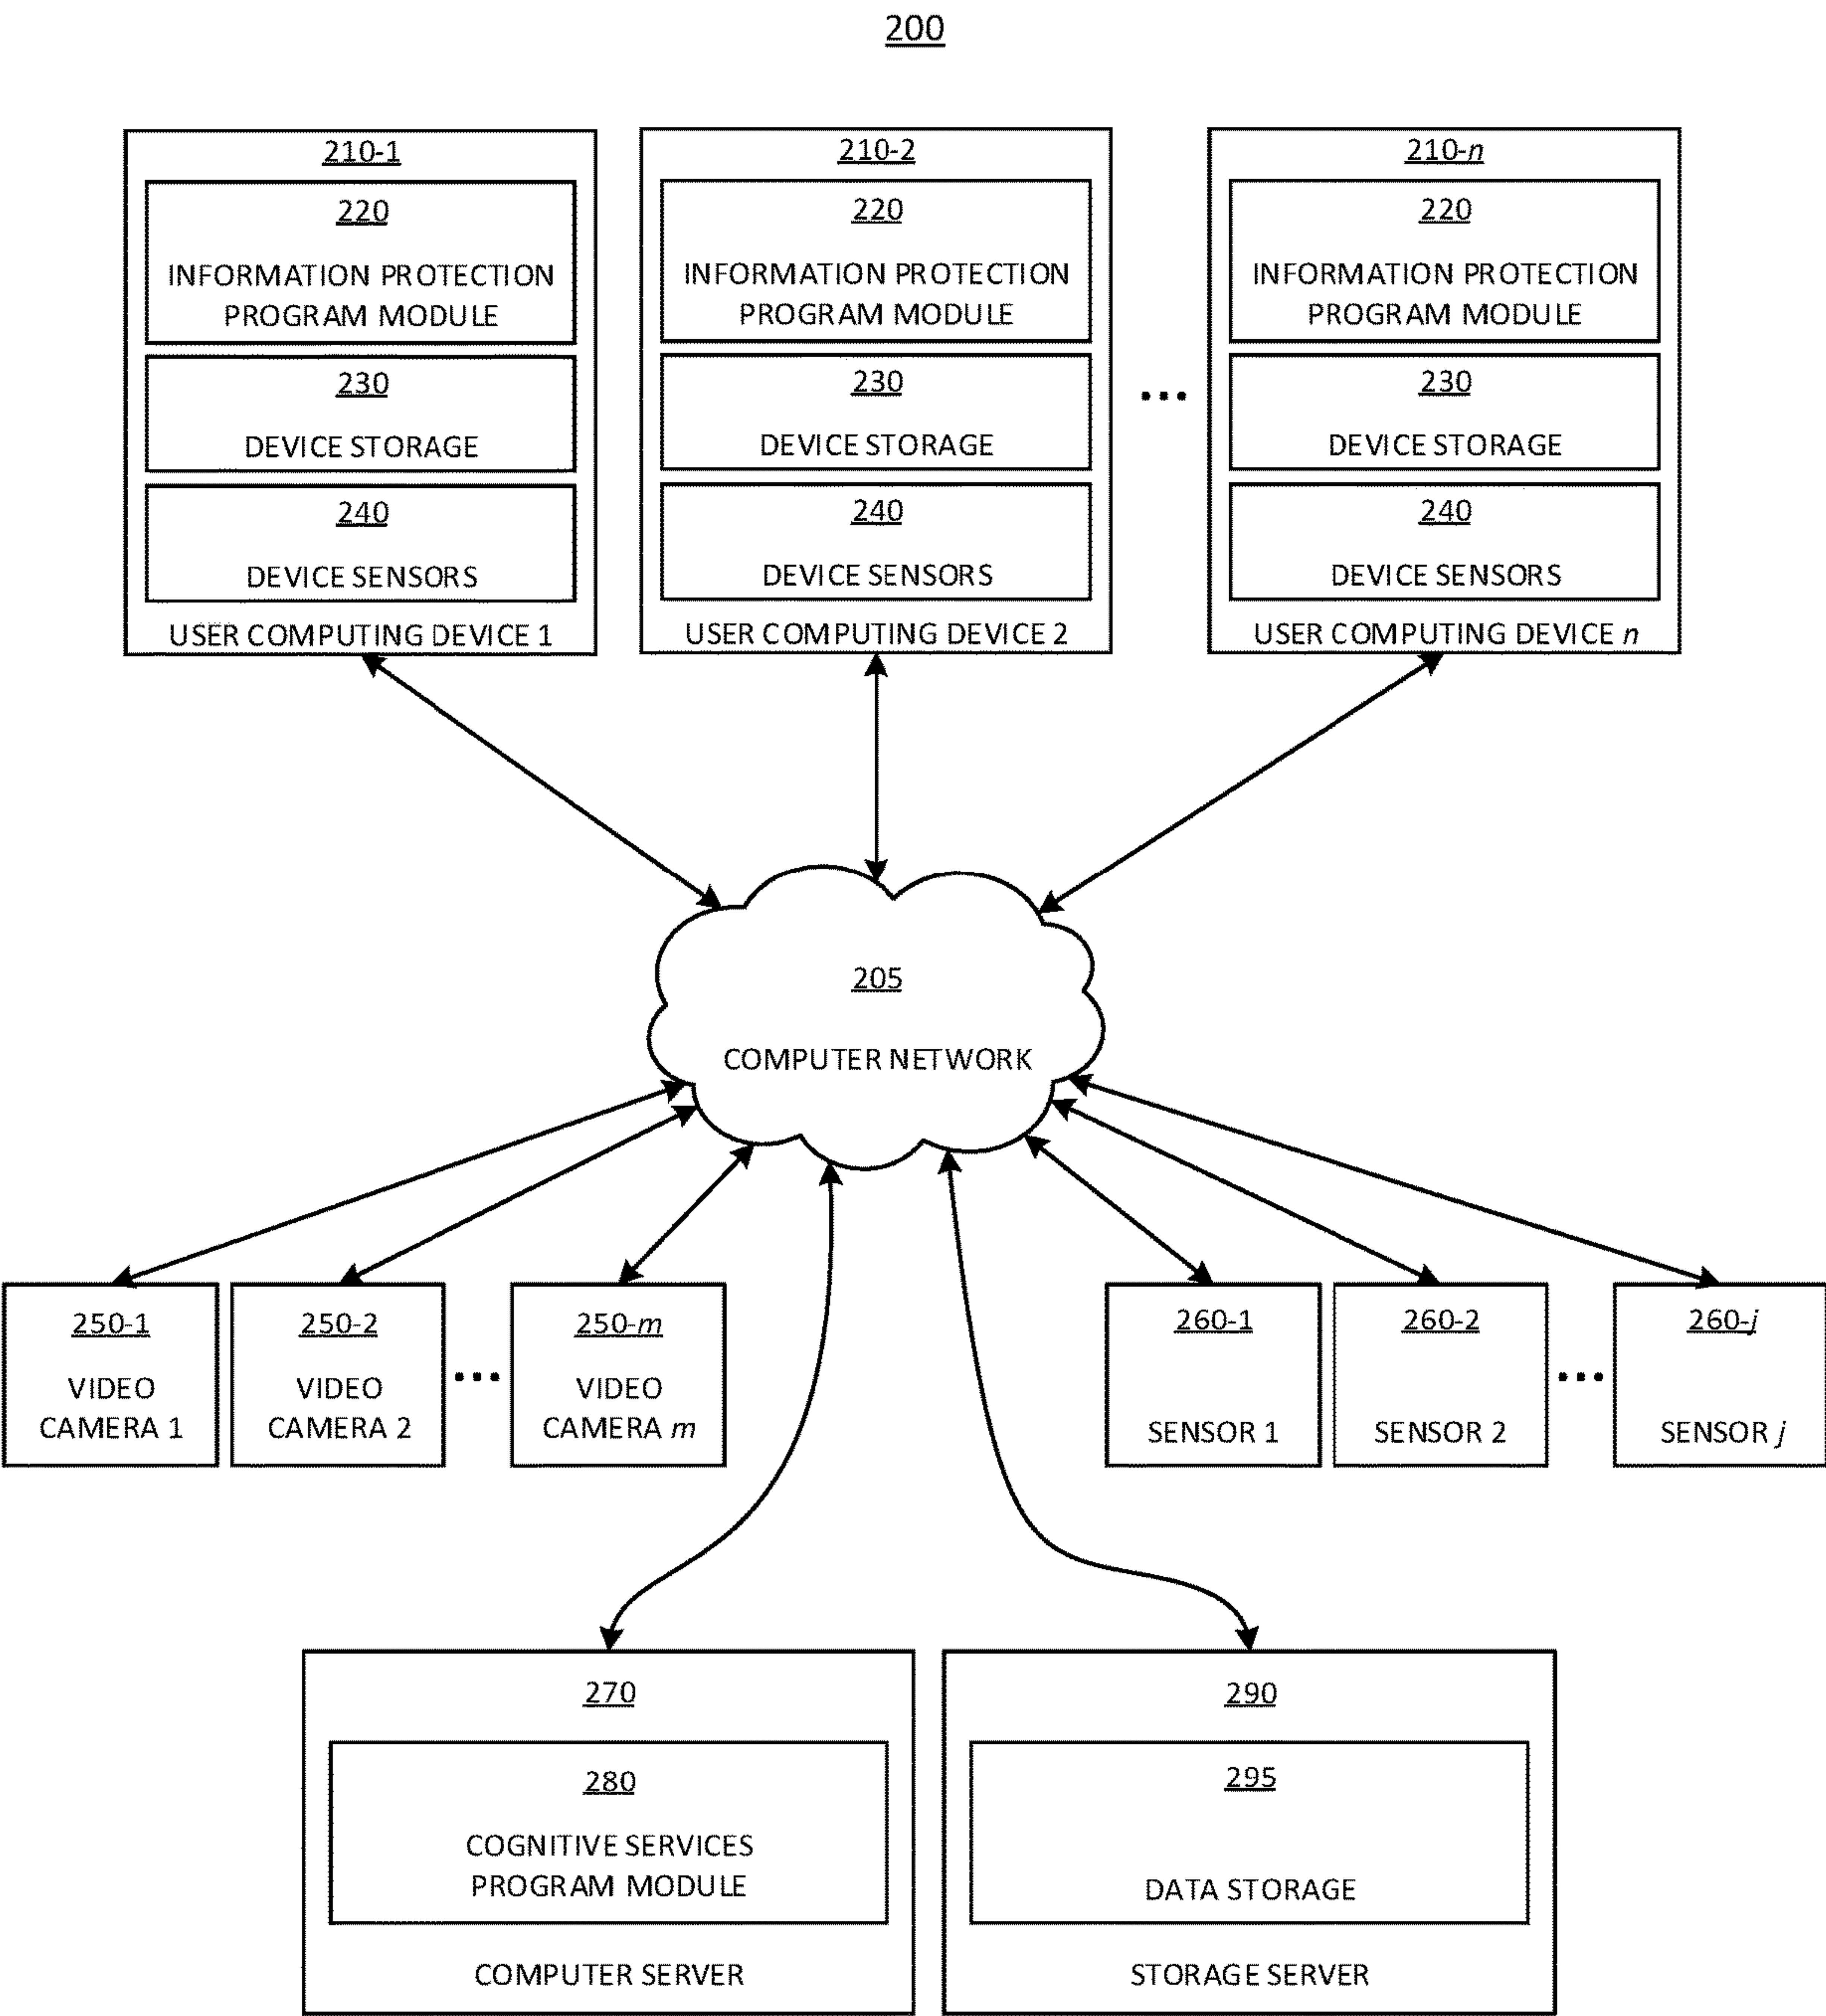 200
210-1
220
INFORMATION PROTECTION
PROGRAM MODULE
230
DEVICE STORAGE
240
DEVICE SENSORS
USER COMPUTING DEVICE 1
210-2
220
INFORMATION PROTECTION
PROGRAM MODULE
230
DEVICE STORAGE
240
DEVICE SENSORS
USER COMPUTING DEVICE 2
...
210-n
220
INFORMATION PROTECTION
PROGRAM MODULE
230
DEVICE STORAGE
240
DEVICE SENSORS
USER COMPUTING DEVICE n
205
COMPUTER NETWORK
250-1
VIDEO
CAMERA 1
250-2
VIDEO
CAMERA 2
...
250-m
VIDEO
CAMERA m
260-1
SENSOR 1
260-2
SENSOR 2
...
260-j
SENSOR j
270
280
COGNITIVE SERVICES
PROGRAM MODULE
COMPUTER SERVER
290
295
DATA STORAGE
STORAGE SERVER